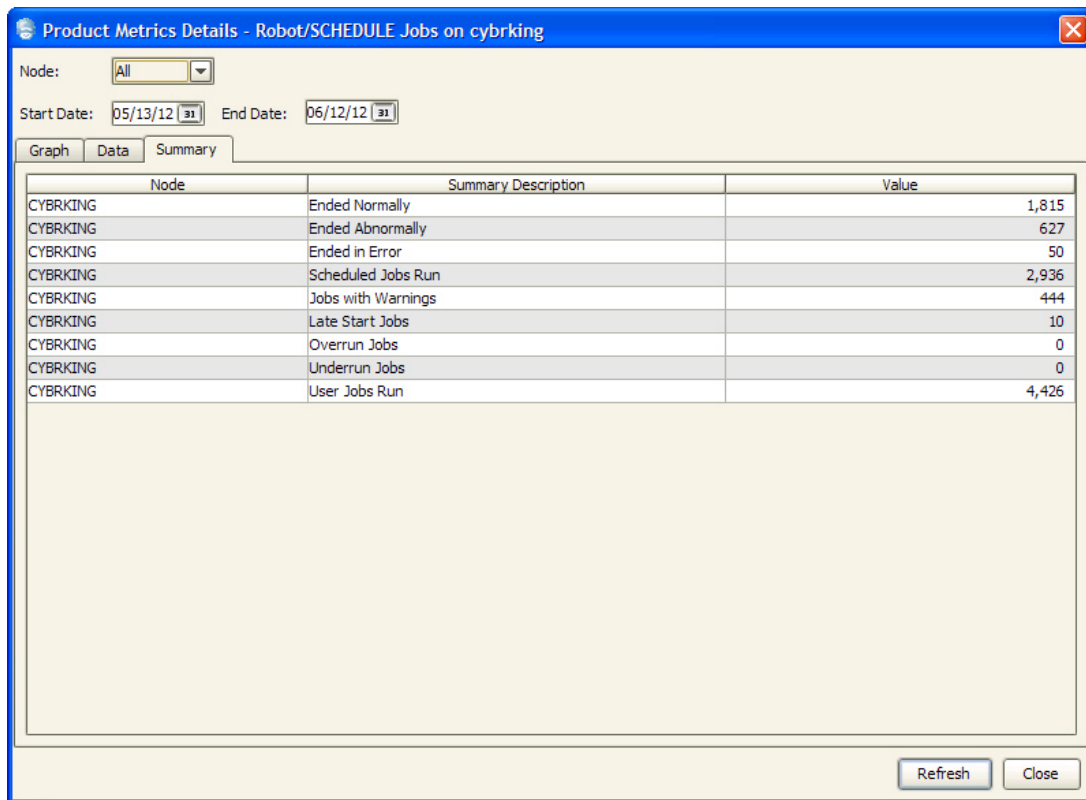 Product Metrics Details - Robot/SCHEDULE Jobs on cybrking
Node: All
Start Date: 05/13/12 31 End Date: 06/12/12 31
Graph Data Summary
Node Summary Description Value
CYBRKING Ended Normally 1,815
CYBRKING Ended Abnormally 627
CYBRKING Ended in Error 50
CYBRKING Scheduled Jobs Run 2,936
CYBRKING Jobs with Warnings 444
CYBRKING Late Start Jobs 10
CYBRKING Overrun Jobs 0
CYBRKING Underrun Jobs 0
CYBRKING User Jobs Run 4,426
Refresh Close